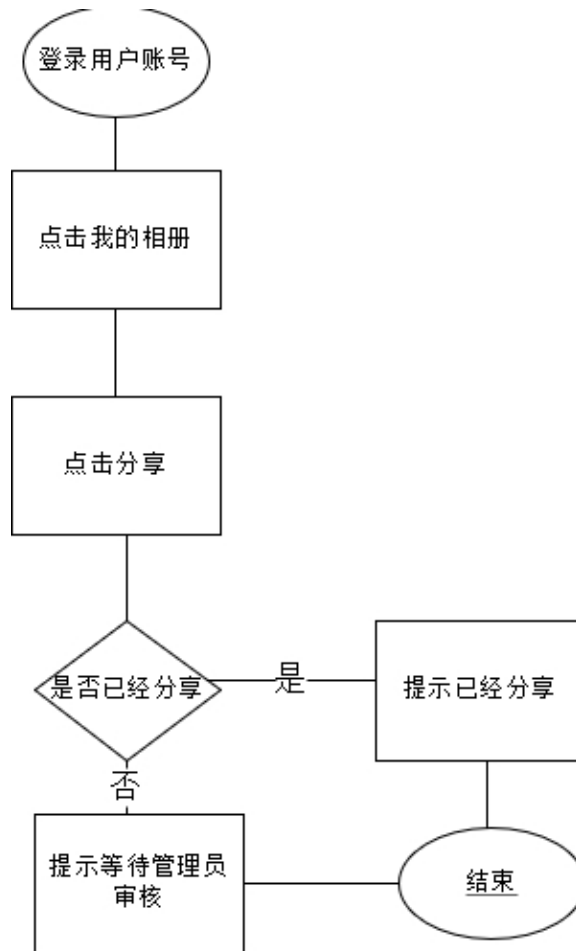 登录用户账号
点击我的相册
点击分享
是否已经分享
是
提示已经分享
否
提示等待管理员
审核
结束